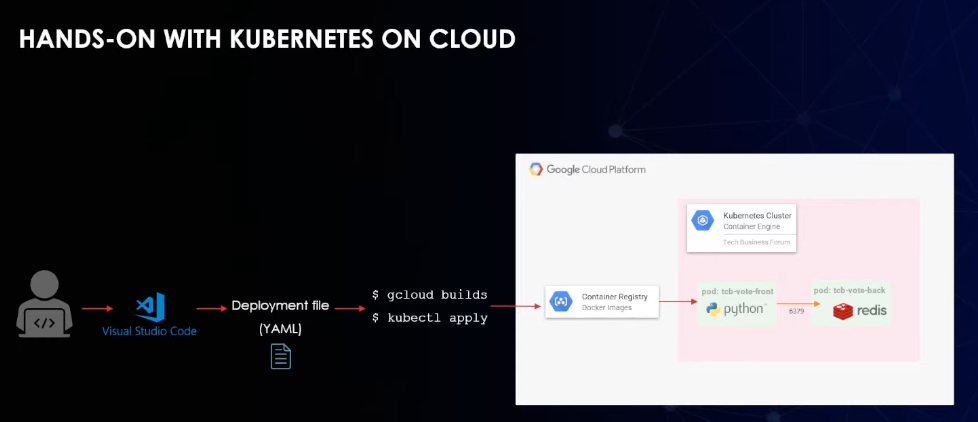 HANDS-ON WITH KUBERNETES ON CLOUD
Google Cloud Platform
Kubernetes Cluster
Container Engine
Tech Business Forum
</>
Visual Studio Code
Deployment file
(YAML)
$ gcloud builds
$ kubectl apply
Container Registry
Docker Images
pod: tcb-vote-front
python™
6379
pod: tcb-vote-back
redis